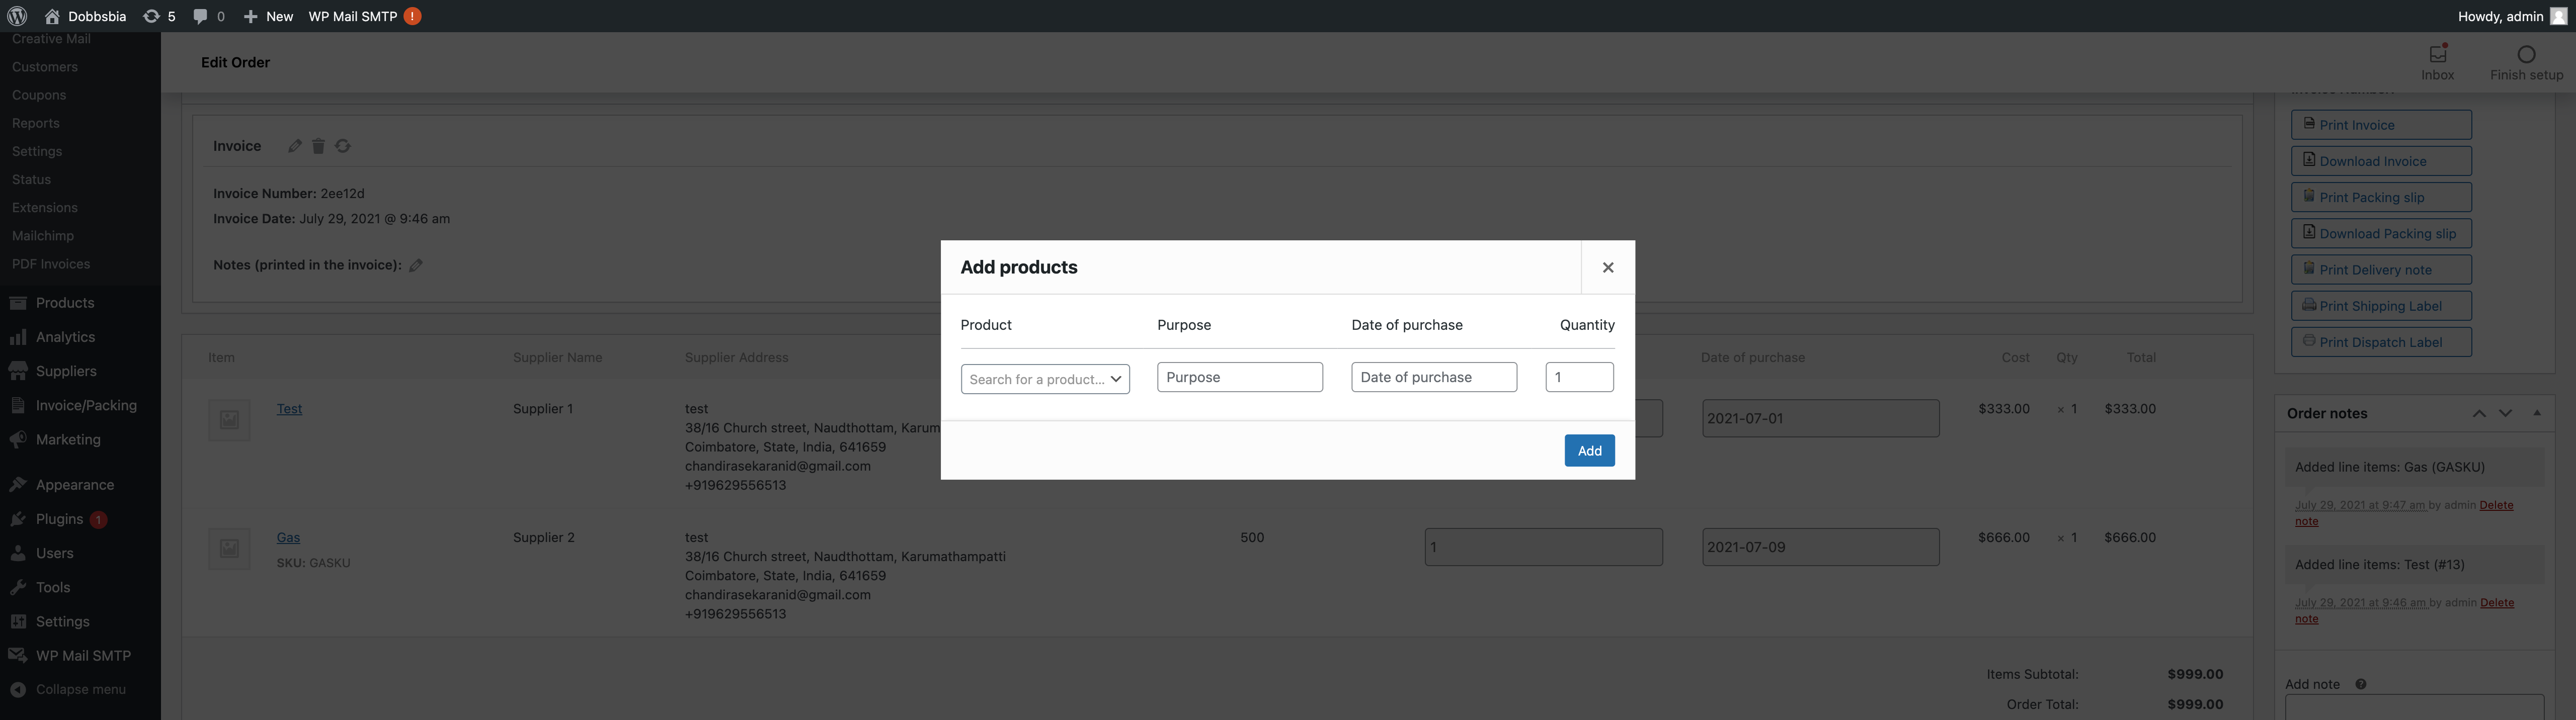 Dobbsbia 5 0 + New WP Mail SMTP ! Howdy, admin
Creative Mail
Customers
Coupons
Reports
Settings
Status
Extensions
Mailchimp
PDF Invoices
Products
Analytics
Suppliers
Invoice/Packing
Marketing
Appearance
Plugins 1
Users
Tools
Settings
WP Mail SMTP
Collapse menu
Edit Order
Inbox
Finish setup
Invoice
Invoice Number: 2ee12d
Invoice Date: July 29, 2021 @ 9:46 am
Notes (printed in the invoice):
Add products
×
Product Purpose Date of purchase Quantity
Search for a product... Purpose Date of purchase 1
Add
Item Supplier Name Supplier Address Date of purchase Cost Qty Total
Test Supplier 1 test 2021-07-01 $333.00 × 1 $333.00
38/16 Church street, Naudthottam, Karum
Coimbatore, State, India, 641659
chandirasekaranid@gmail.com
+919629556513
Gas Supplier 2 test 500 1 2021-07-09 $666.00 × 1 $666.00
SKU: GASKU
38/16 Church street, Naudthottam, Karumathampatti
Coimbatore, State, India, 641659
chandirasekaranid@gmail.com
+919629556513
Items Subtotal: $999.00
Order Total: $999.00
Print Invoice
Download Invoice
Print Packing slip
Download Packing slip
Print Delivery note
Print Shipping Label
Print Dispatch Label
Order notes
Added line items: Gas (GASKU)
July 29, 2021 at 9:47 am by admin Delete
note
Added line items: Test (#13)
July 29, 2021 at 9:46 am by admin Delete
note
Add note